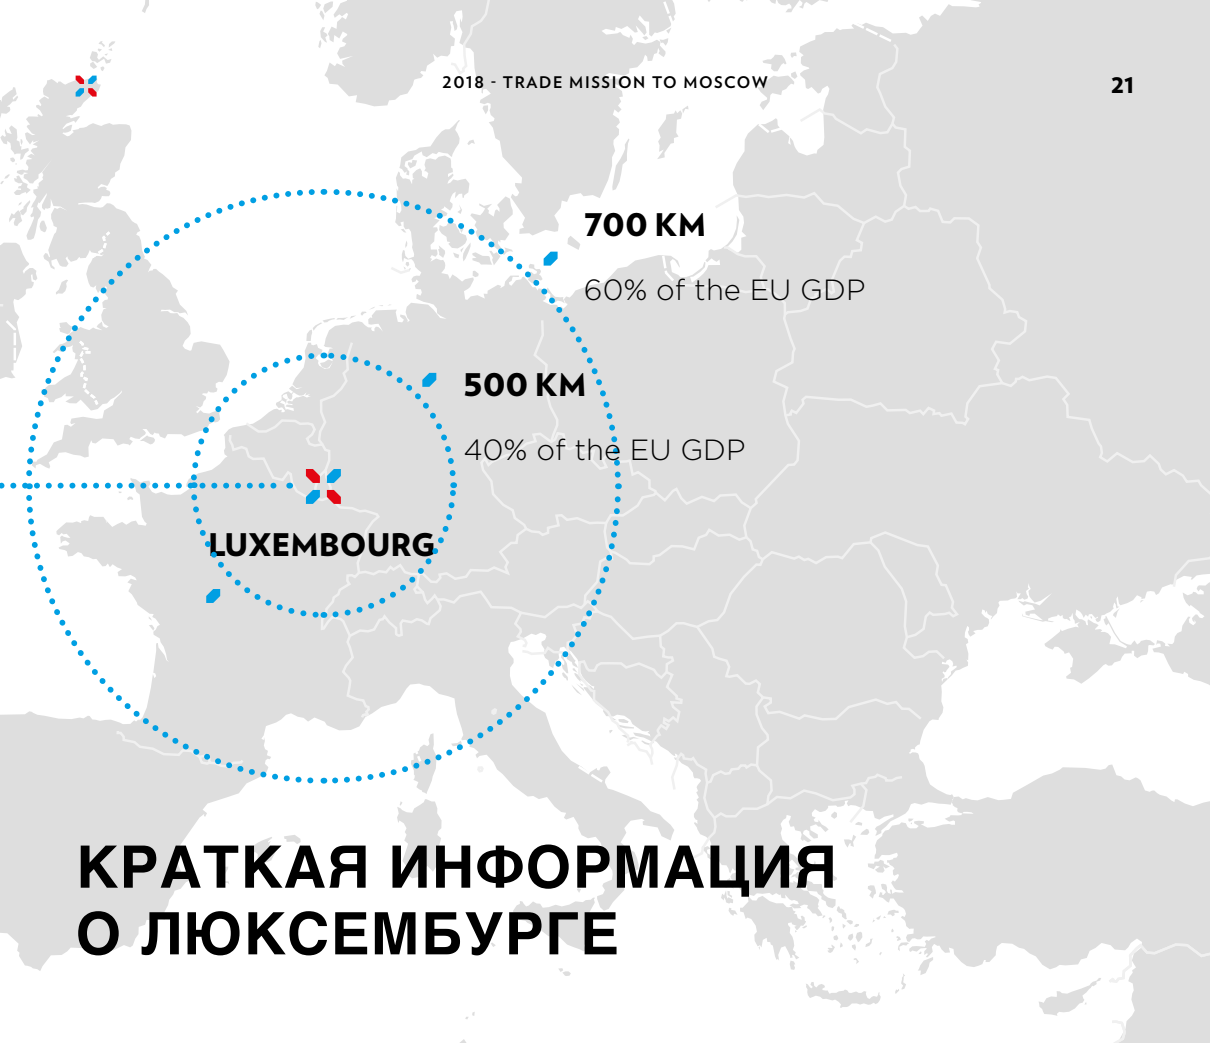 2018 - TRADE MISSION TO MOSCOW
21
700 KM
60% of the EU GDP
500 KM
40% of the EU GDP
LUXEMBOURG
КРАТКАЯ ИНФОРМАЦИЯ
О ЛЮКСЕМБУРГЕ